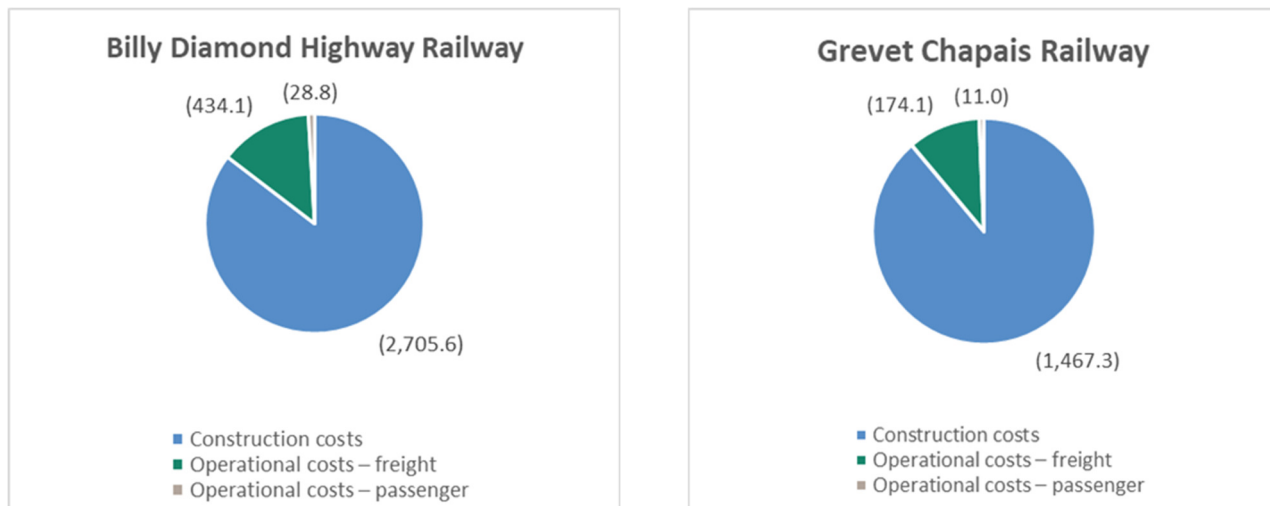 Billy Diamond Highway Railway
(28.8)
(434.1)
(2,705.6)
Construction costs
Operational costs – freight
Operational costs – passenger
Grevet Chapais Railway
(11.0)
(174.1)
(1,467.3)
Construction costs
Operational costs – freight
Operational costs – passenger